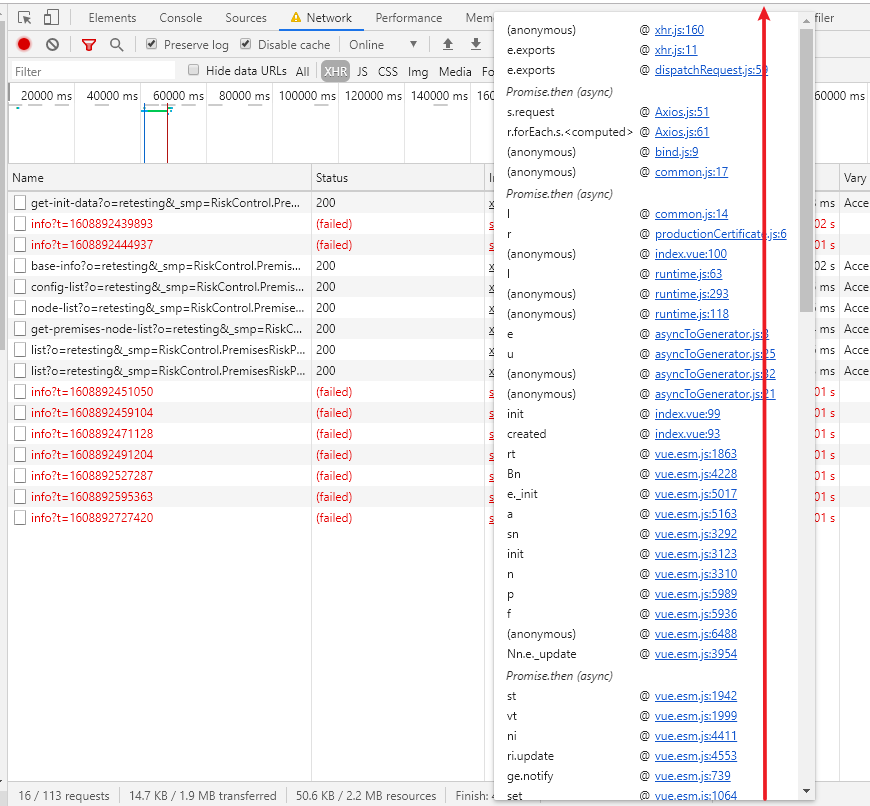 Elements Console Sources Network Performance Mem filer
Preserve log Disable cache Online
Filter Hide data URLs All XHR JS CSS Img Media Fo
20000 ms 40000 ms 60000 ms 80000 ms 100000 ms 120000 ms 140000 ms 160 60000 ms
Name Status Vary
get-init-data?o=retesting&_smp=RiskControl.Pre... 200 ms Acce
info?t=1608892439893 (failed) 02 s
info?t=1608892444937 (failed) 01 s
base-info?o=retesting&_smp=RiskControl.Premis... 200 02 s Acce
config-list?o=retesting&_smp=RiskControl.Premis... 200 ms Acce
node-list?o=retesting&_smp=RiskControl.Premise... 200 ms Acce
get-premises-node-list?o=retesting&_smp=RiskC... 200 ms Acce
list?o=retesting&_smp=RiskControl.PremisesRiskP... 200 ms Acce
list?o=retesting&_smp=RiskControl.PremisesRiskP... 200 ms Acce
info?t=1608892451050 (failed) 01 s
info?t=1608892459104 (failed) 01 s
info?t=1608892471128 (failed) 01 s
info?t=1608892491204 (failed) 01 s
info?t=1608892527287 (failed) 01 s
info?t=1608892595363 (failed) 01 s
info?t=1608892727420 (failed) 01 s
(anonymous) @ xhr.js:160
e.exports @ xhr.js:11
e.exports @ dispatchRequest.js:59
Promise.then (async)
s.request @ Axios.js:51
r.forEach.s.<computed> @ Axios.js:61
(anonymous) @ bind.js:9
(anonymous) @ common.js:17
Promise.then (async)
l @ common.js:14
r @ productionCertificate.js:6
(anonymous) @ index.vue:100
l @ runtime.js:63
(anonymous) @ runtime.js:293
(anonymous) @ runtime.js:118
e @ asyncToGenerator.js:3
u @ asyncToGenerator.js:25
(anonymous) @ asyncToGenerator.js:32
(anonymous) @ asyncToGenerator.js:21
init @ index.vue:99
created @ index.vue:93
rt @ vue.esm.js:1863
Bn @ vue.esm.js:4228
e._init @ vue.esm.js:5017
a @ vue.esm.js:5163
sn @ vue.esm.js:3292
init @ vue.esm.js:3123
n @ vue.esm.js:3310
p @ vue.esm.js:5989
f @ vue.esm.js:5936
(anonymous) @ vue.esm.js:6488
Nn.e._update @ vue.esm.js:3954
Promise.then (async)
st @ vue.esm.js:1942
vt @ vue.esm.js:1999
ni @ vue.esm.js:4411
ri.update @ vue.esm.js:4553
ge.notify @ vue.esm.js:739
set @ vue.esm.js:1064
16 / 113 requests 14.7 KB / 1.9 MB transferred 50.6 KB / 2.2 MB resources Finish: